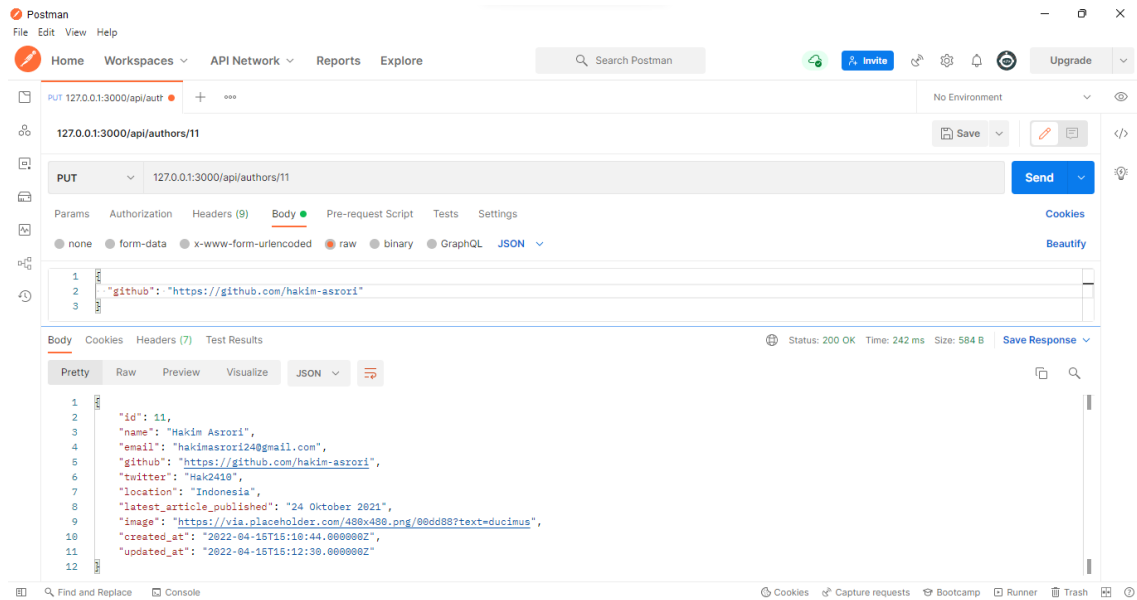 Postman
File Edit View Help
Home Workspaces API Network Reports Explore Search Postman Invite Upgrade
PUT 127.0.0.1:3000/api/auth No Environment
127.0.0.1:3000/api/authors/11 Save
PUT 127.0.0.1:3000/api/authors/11 Send
Params Authorization Headers (9) Body Pre-request Script Tests Settings Cookies
none form-data x-www-form-urlencoded raw binary GraphQL JSON Beautify
1 {
2 "github": "https://github.com/hakim-asrori"
3 }
Body Cookies Headers (7) Test Results Status: 200 OK Time: 242 ms Size: 584 B Save Response
Pretty Raw Preview Visualize JSON
1 {
2 "id": 11,
3 "name": "Hakim Asrori",
4 "email": "hakimasrori24@gmail.com",
5 "github": "https://github.com/hakim-asrori",
6 "twitter": "Hak2410",
7 "location": "Indonesia",
8 "latest_article_published": "24 Oktober 2021",
9 "image": "https://via.placeholder.com/480x480.png/00dd88?text=ducimus",
10 "created_at": "2022-04-15T15:10:44.000000Z",
11 "updated_at": "2022-04-15T15:12:30.000000Z"
12 }
Find and Replace Console Cookies Capture requests Bootcamp Runner Trash